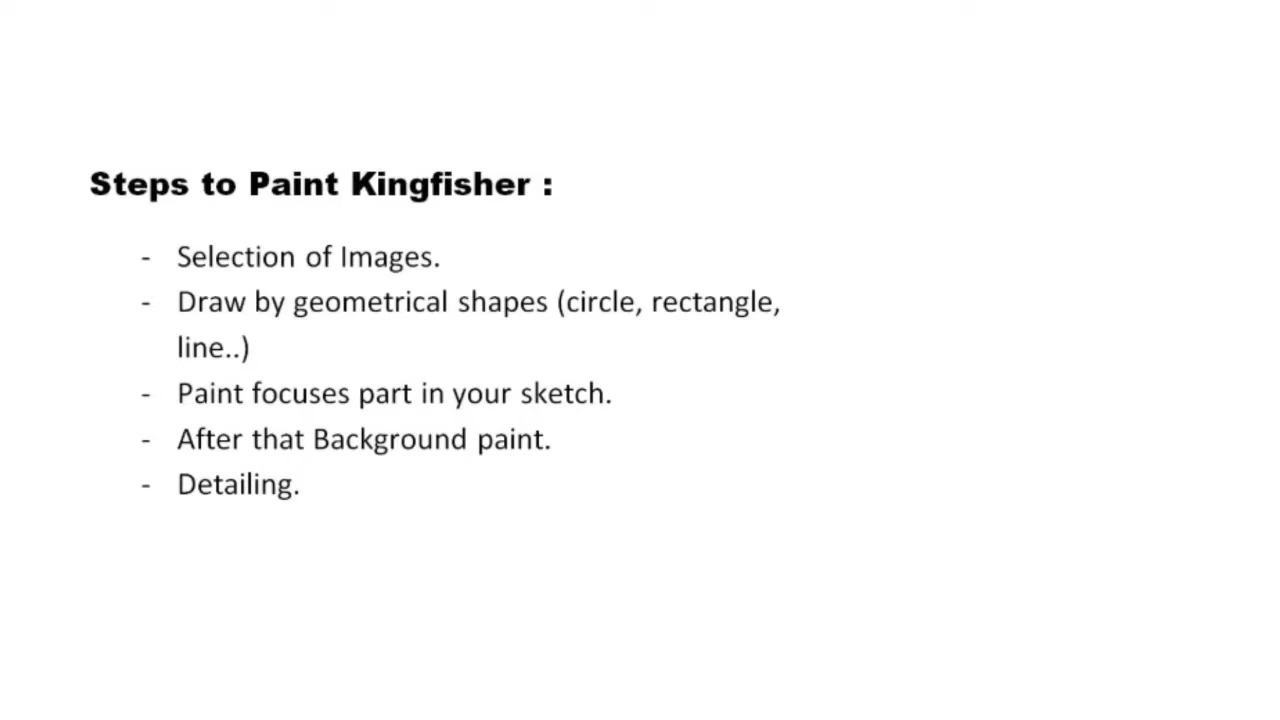 Steps to Paint Kingfisher :
- Selection of Images.
- Draw by geometrical shapes (circle, rectangle,
line..)
- Paint focuses part in your sketch.
- After that Background paint.
- Detailing.